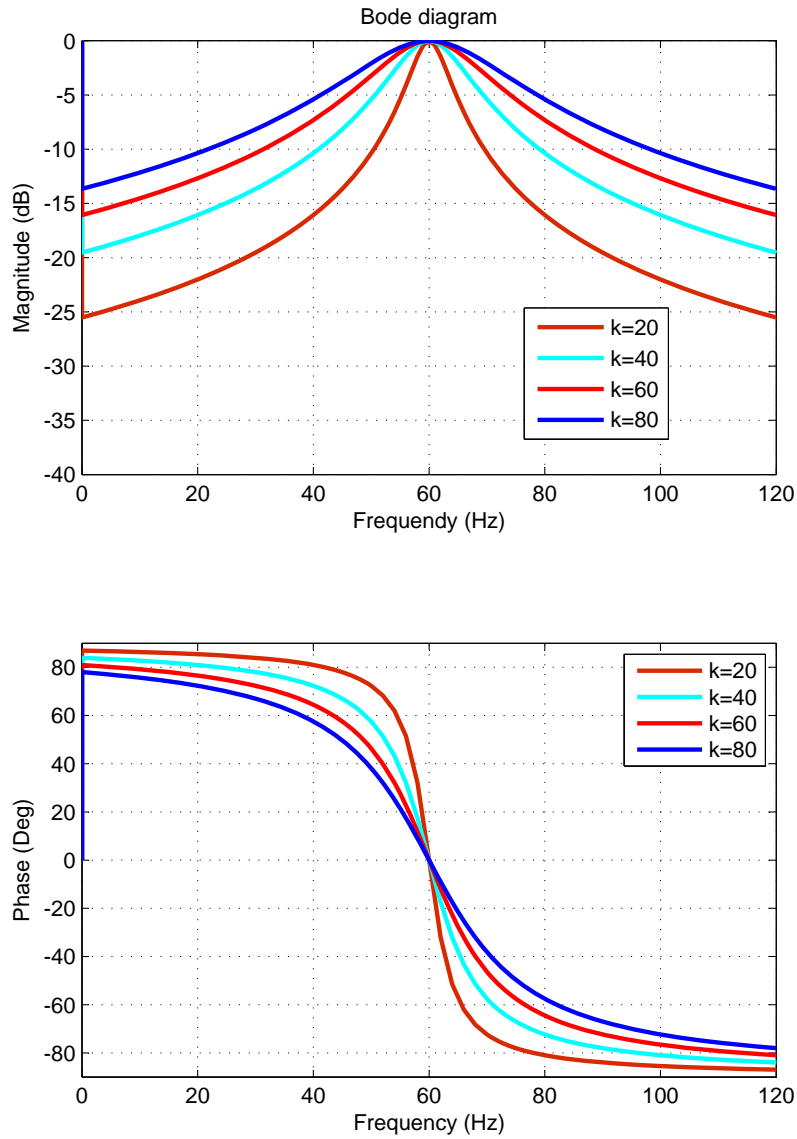 Bode diagram
0
-5
-10
-15
-20
-25
-30
-35
-40
Magnitude (dB)
k=20
k=40
k=60
k=80
0 20 40 60 80 100 120
Frequendy (Hz)
80
60
40
20
0
-20
-40
-60
-80
Phase (Deg)
k=20
k=40
k=60
k=80
0 20 40 60 80 100 120
Frequency (Hz)